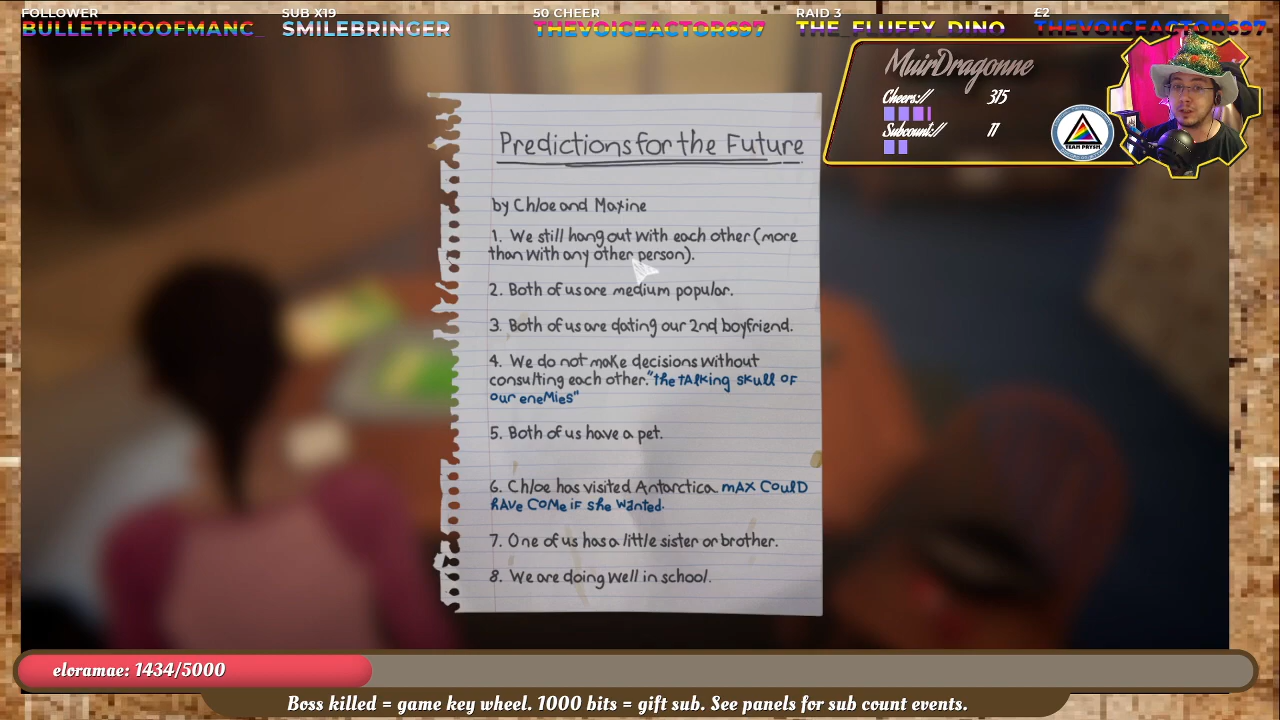 FOLLOWER
BULLETPROOFMANC_
SUB X19
SMILEBRINGER
50 CHEER
THEVOICEACTOR697
RAID 3
THE_FLUFFY_DINO
£2
THEVOICEACTOR697
MuirDragonne
Cheers// 315
Subcount// 11
TEAM PRYSM
Predictions for the Future
by Chloe and Maxine
1. We still hang out with each other (more
than with any other person).
2. Both of us are medium popular.
3. Both of us are dating our 2nd boyfriend.
4. We do not make decisions without
consulting each other. "the tAlking skull OF
our eneMies"
5. Both of us have a pet.
6. Chloe has visited Antarctica. mAX CoulD
hAve CoMe iF she wanted.
7. One of us has a little sister or brother.
8. We are doing well in school.
eloramae: 1434/5000
Boss killed = game key wheel. 1000 bits = gift sub. See panels for sub count events.